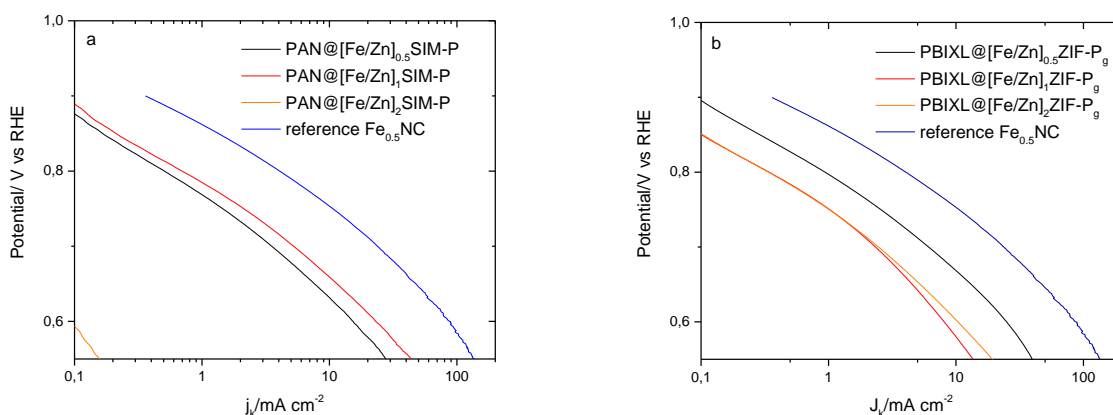 a
1,0
0,8
0,6
Potential/ V vs RHE
PAN@[Fe/Zn]0.5SIM-P
PAN@[Fe/Zn]1SIM-P
PAN@[Fe/Zn]2SIM-P
reference Fe0.5NC
0,1 1 10 100
jk/mA cm-2
b
1,0
0,8
0,6
Potential/V vs RHE
PBIXL@[Fe/Zn]0.5ZIF-Pg
PBIXL@[Fe/Zn]1ZIF-Pg
PBIXL@[Fe/Zn]2ZIF-Pg
reference Fe0.5NC
0,1 1 10 100
Jk/mA cm-2